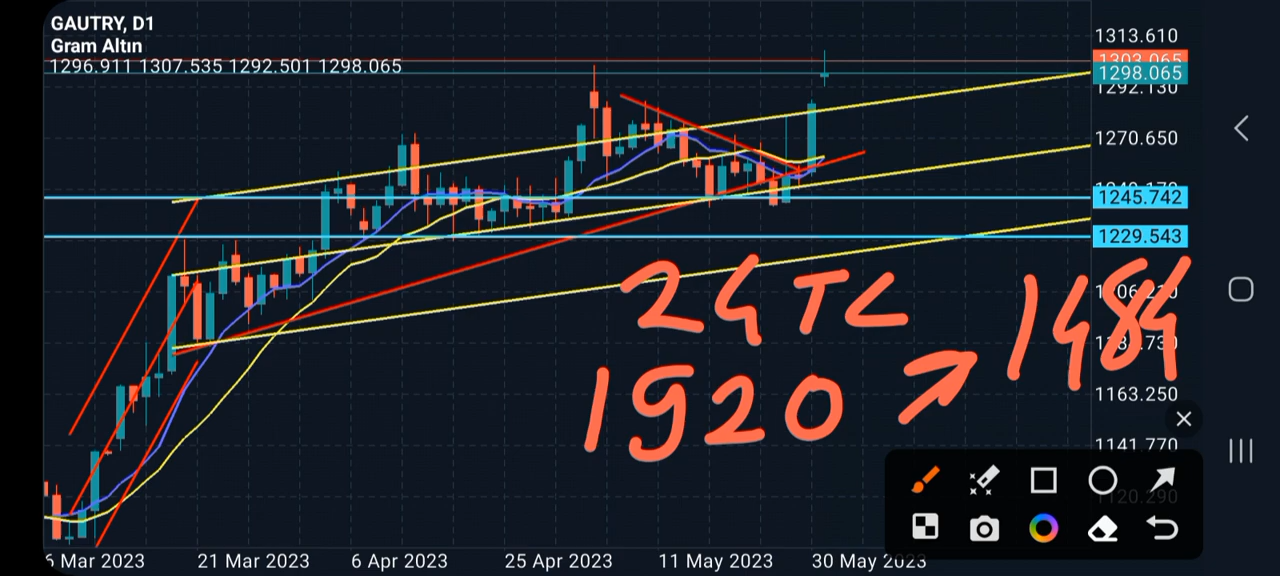 GAUTRY, D1
Gram Altın
1296.911 1307.535 1292.501 1298.065
1313.610
1303.065
1298.065
1292.130
1270.650
1245.742
1229.543
24 TL 1484
1920
1163.250
1141.770
1120.290
6 Mar 2023 21 Mar 2023 6 Apr 2023 25 Apr 2023 11 May 2023 30 May 2023